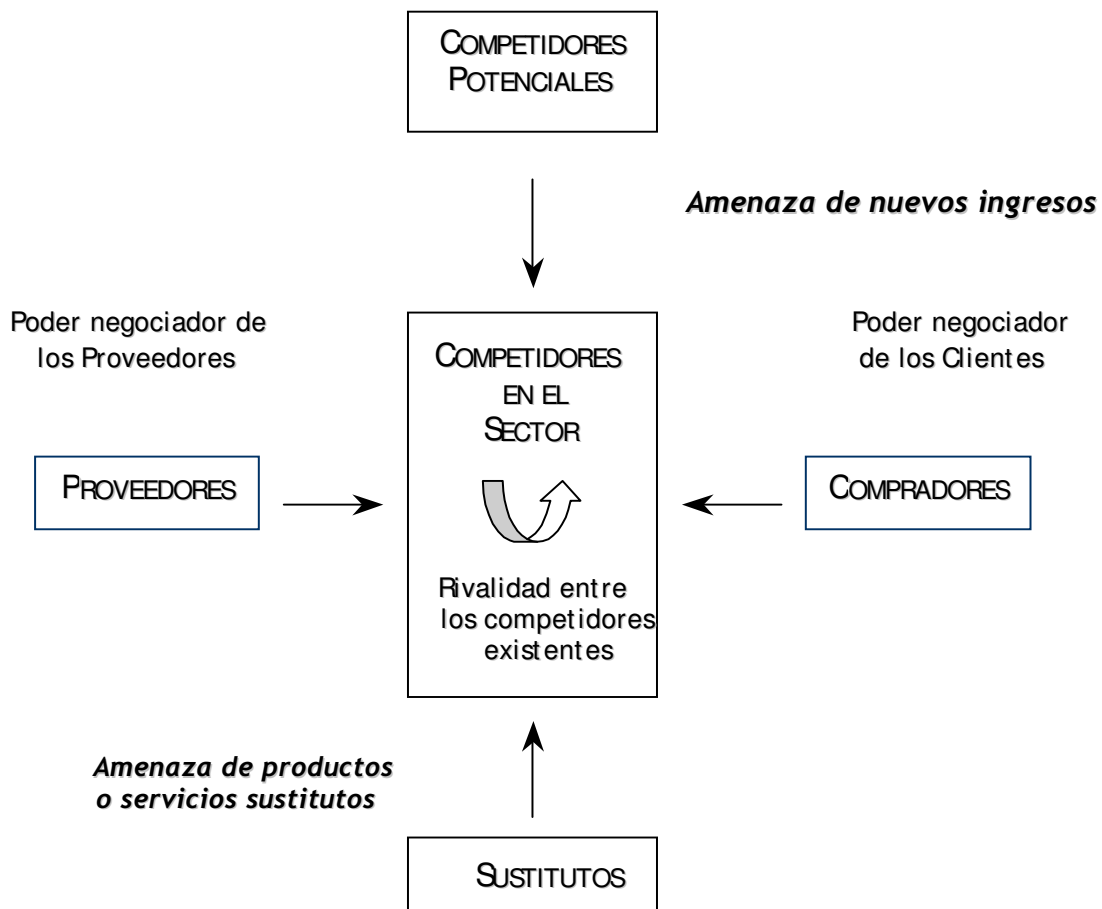 COMPETIDORES
POTENCIALES
Amenaza de nuevos ingresos
Poder negociador de
los Proveedores
Poder negociador
de los Clientes
COMPETIDORES
EN EL
SECTOR
PROVEEDORES
COMPRADORES
Rivalidad entre
los competidores
existentes
Amenaza de productos
o servicios sustitutos
SUSTITUTOS